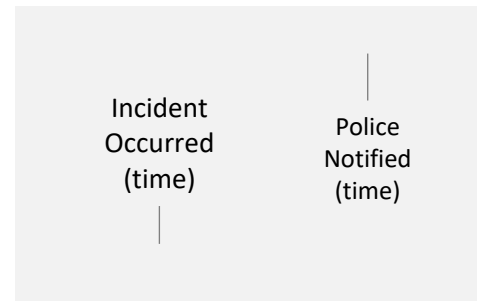 Incident
Occurred
(time)
Police
Notified
(time)